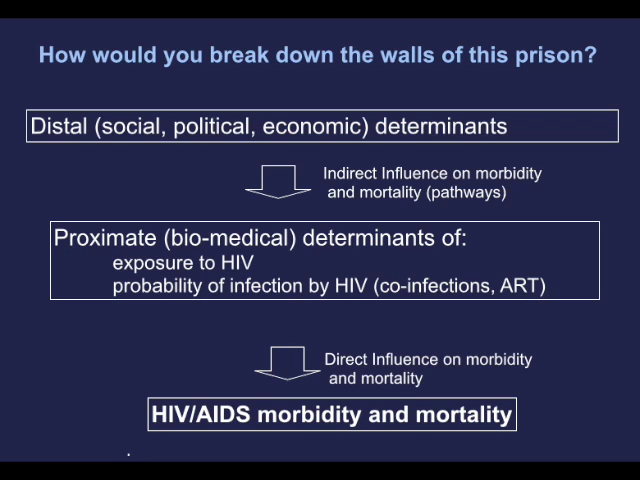 How would you break down the walls of this prison?
Distal (social, political, economic) determinants
Indirect Influence on morbidity
and mortality (pathways)
Proximate (bio-medical) determinants of:
exposure to HIV
probability of infection by HIV (co-infections, ART)
Direct Influence on morbidity
and mortality
HIV/AIDS morbidity and mortality
.